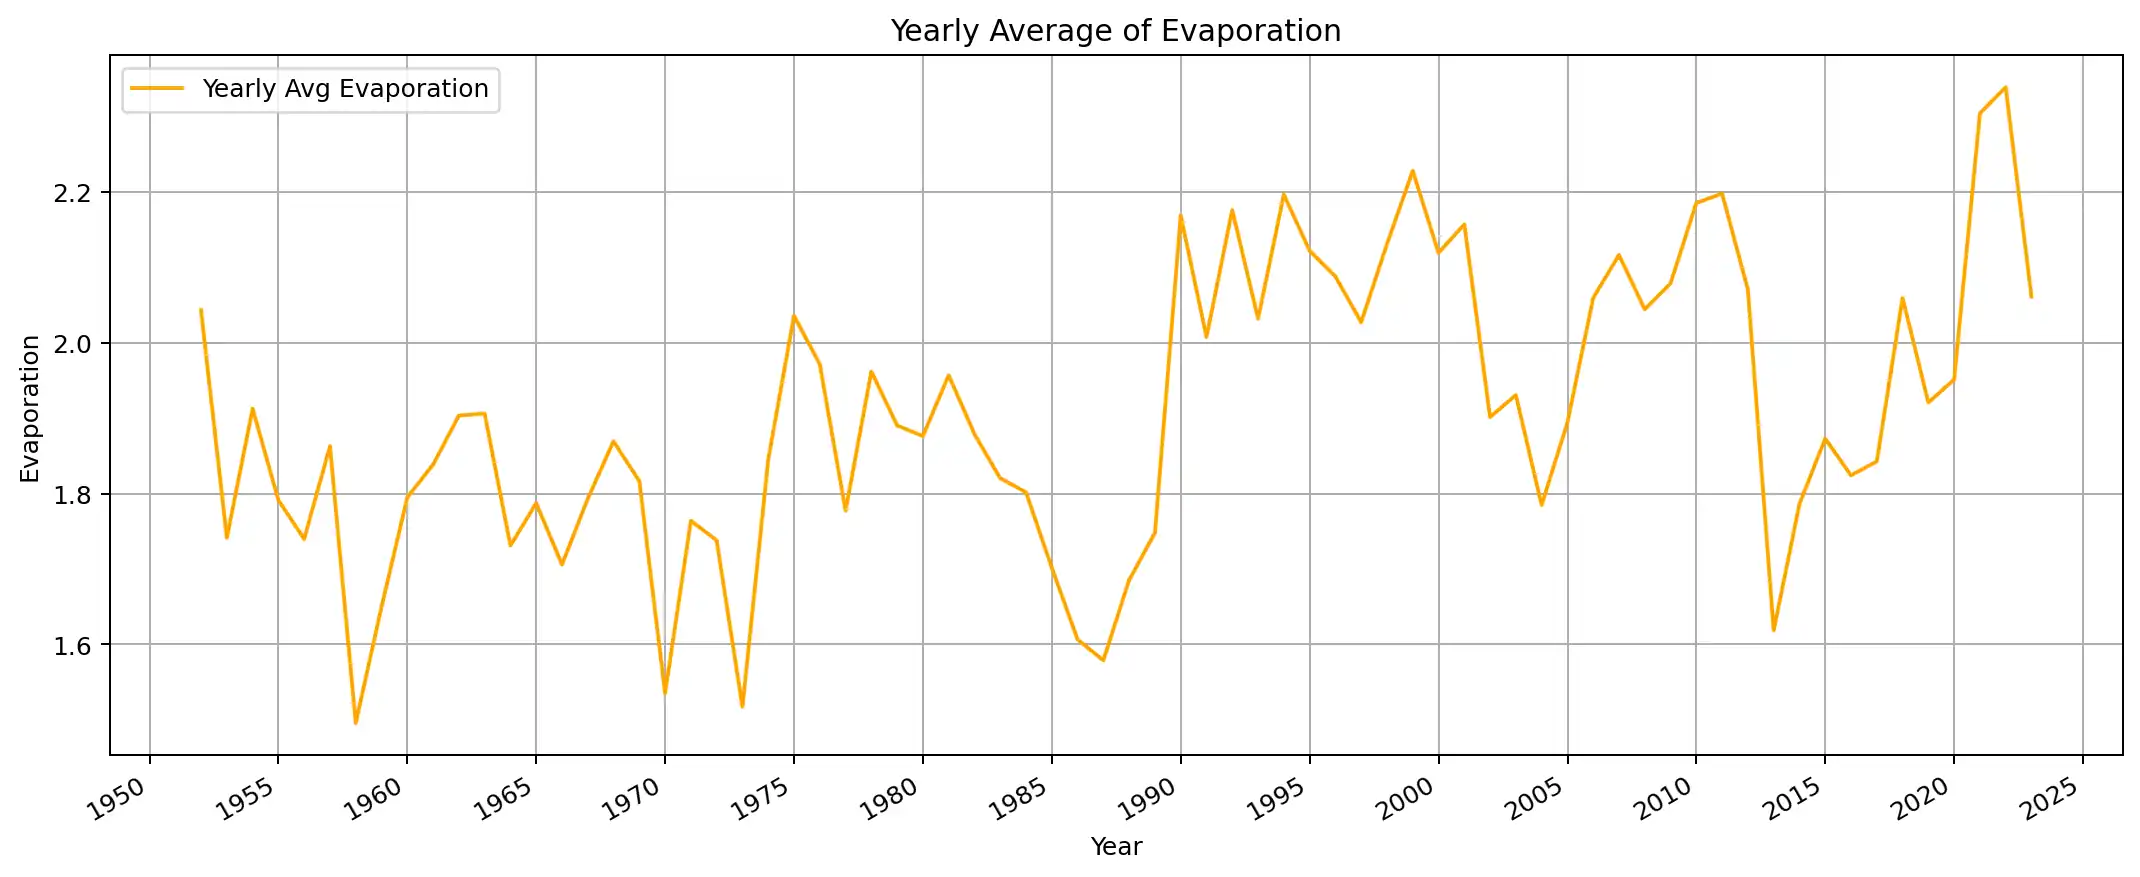 Yearly Average of Evaporation
Yearly Avg Evaporation
Evaporation
2.2
2.0
1.8
1.6
1950 1955 1960 1965 1970 1975 1980 1985 1990 1995 2000 2005 2010 2015 2020 2025
Year